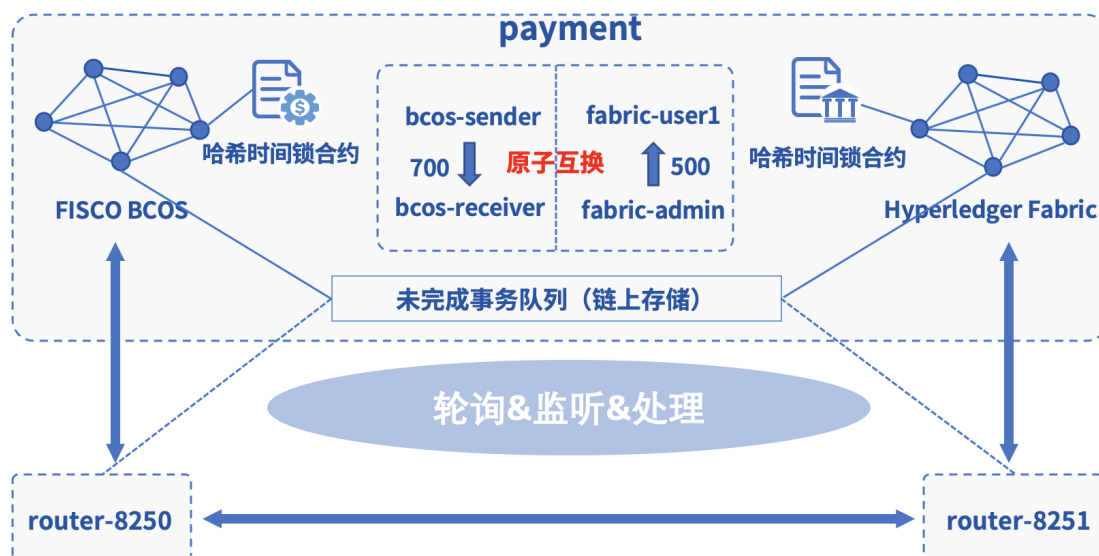 payment
哈希时间锁合约
FISCO BCOS
bcos-sender
700
bcos-receiver
原子互换
fabric-user1
500
fabric-admin
哈希时间锁合约
Hyperledger Fabric
未完成事务队列（链上存储）
轮询&监听&处理
router-8250
router-8251